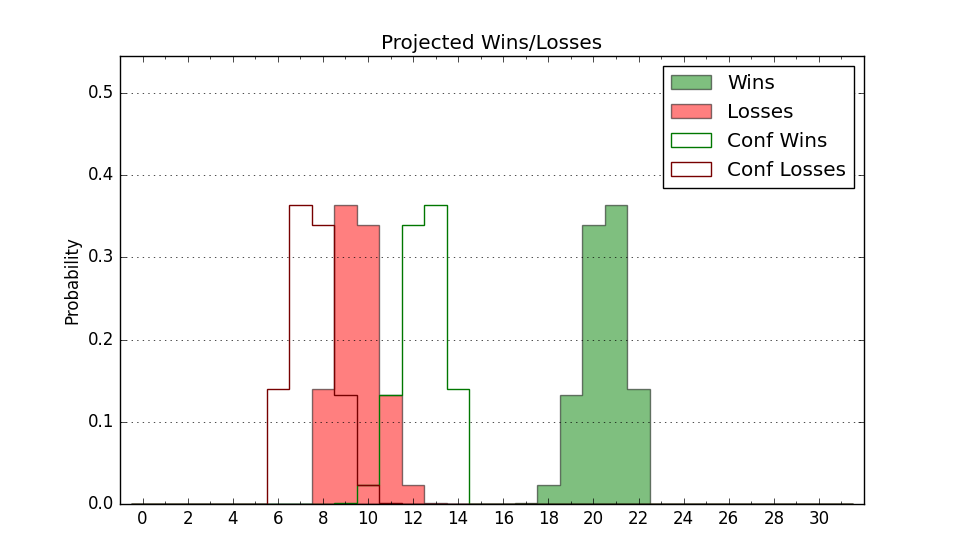 Projected Wins/Losses
Wins
Losses
Conf Wins
Conf Losses
Probability
0.5
0.4
0.3
0.2
0.1
0.0
0 2 4 6 8 10 12 14 16 18 20 22 24 26 28 30